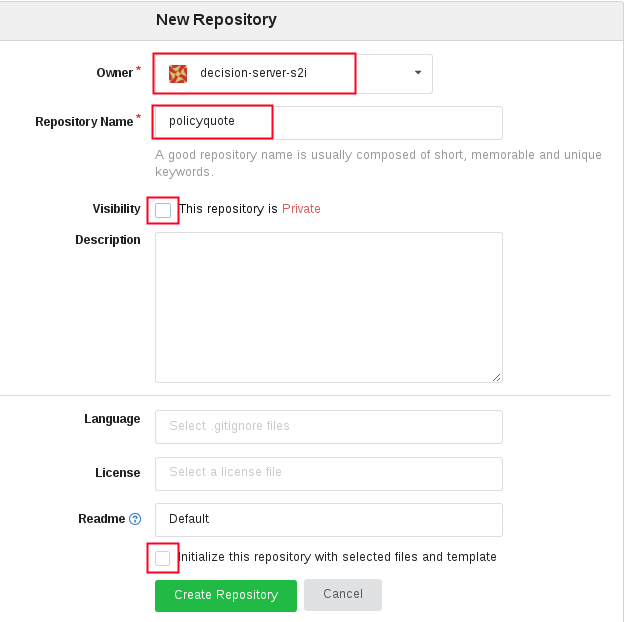 New Repository
Owner *
decision-server-s2i
Repository Name *
policyquote
A good repository name is usually composed of short, memorable and unique
keywords.
Visibility
This repository is Private
Description
Language
Select .gitignore files
License
Select a license file
Readme ?
Default
Initialize this repository with selected files and template
Create Repository
Cancel